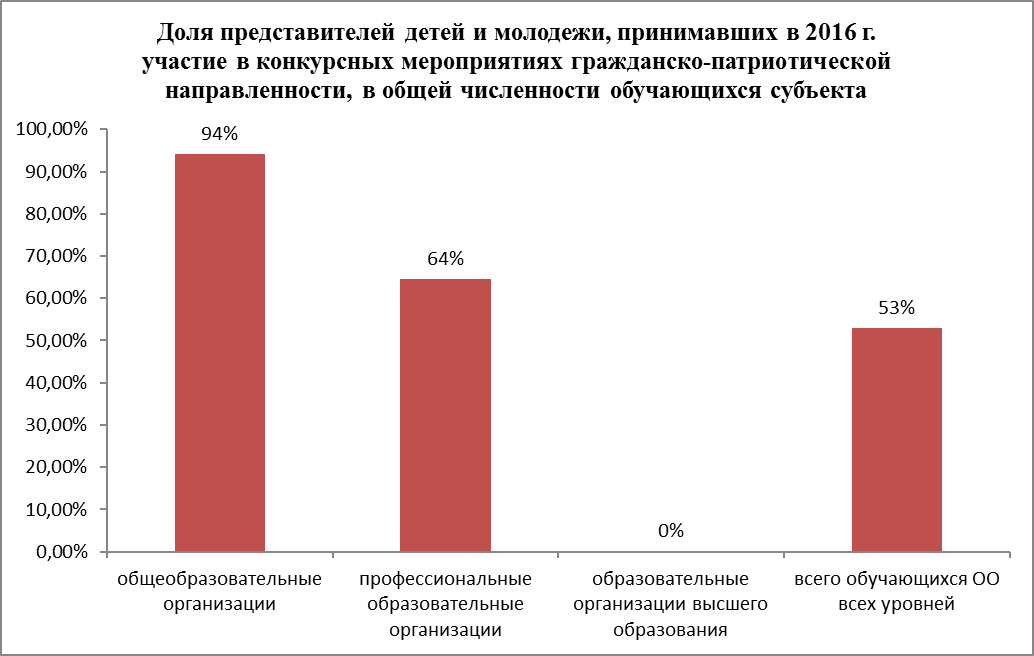 Доля представителей детей и молодежи, принимавших в 2016 г.
участие в конкурсных мероприятиях гражданско-патриотической
направленности, в общей численности обучающихся субъекта
100,00%
90,00%
80,00%
70,00%
60,00%
50,00%
40,00%
30,00%
20,00%
10,00%
0,00%
94%
64%
0%
53%
общеобразовательные
организации
профессиональные
образовательные
организации
образовательные
организации высшего
образования
всего обучающихся ОО
всех уровней